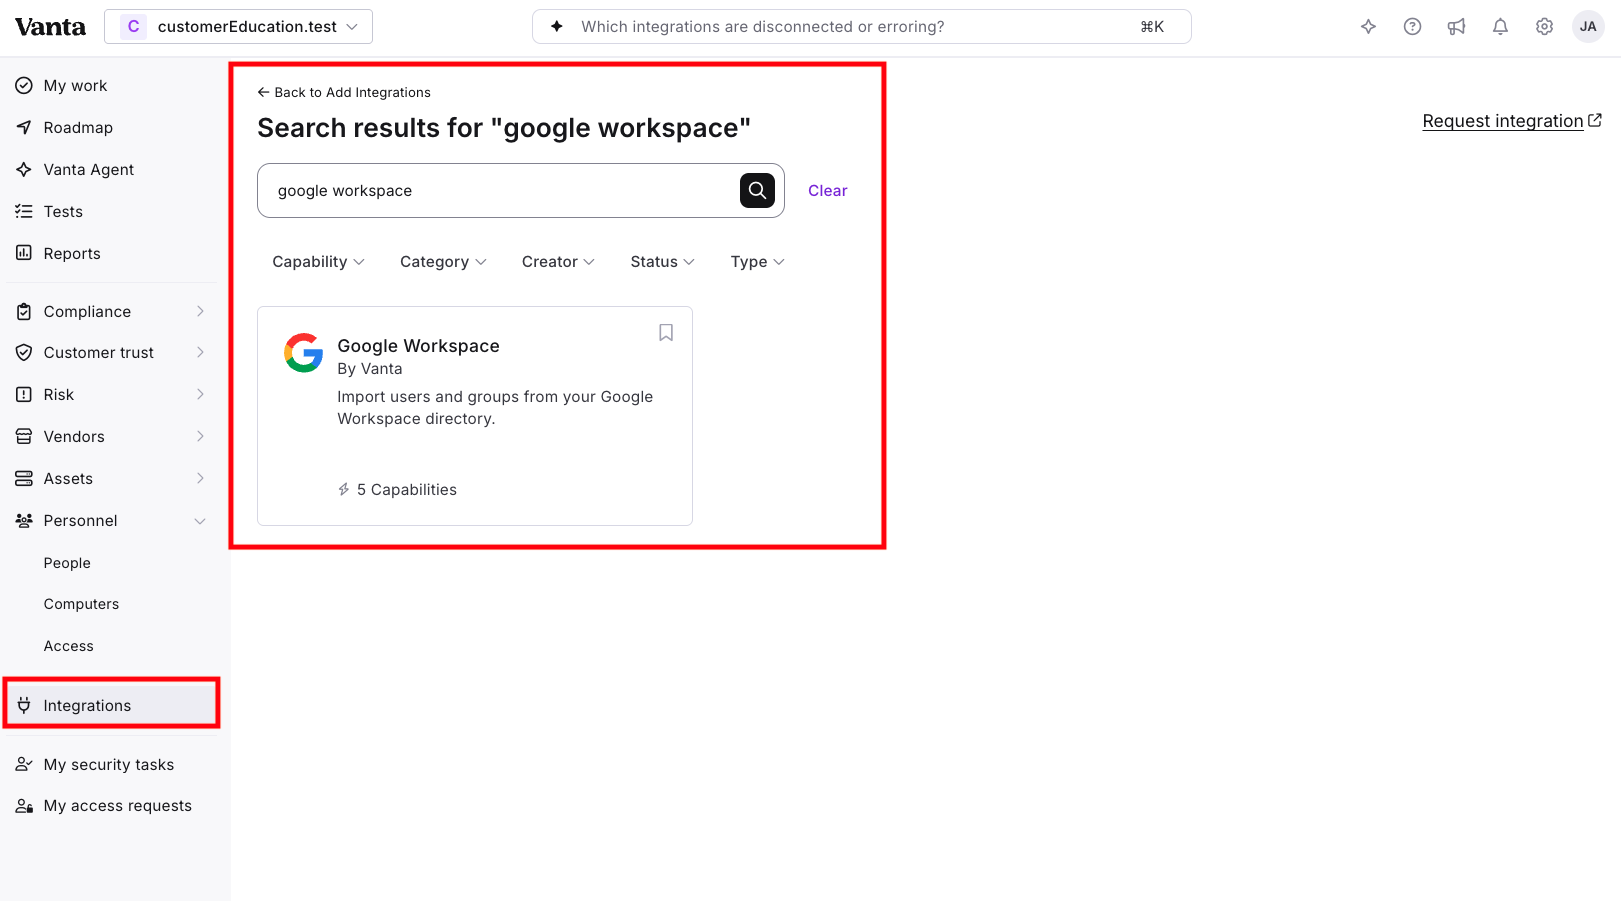 Vanta
C customerEducation.test
Which integrations are disconnected or erroring? ⌘K
JA
My work
Roadmap
Vanta Agent
Tests
Reports
Compliance
Customer trust
Risk
Vendors
Assets
Personnel
People
Computers
Access
Integrations
My security tasks
My access requests
← Back to Add Integrations
Search results for "google workspace"
Request integration
google workspace
Clear
Capability Category Creator Status Type
Google Workspace
By Vanta
Import users and groups from your Google
Workspace directory.
5 Capabilities